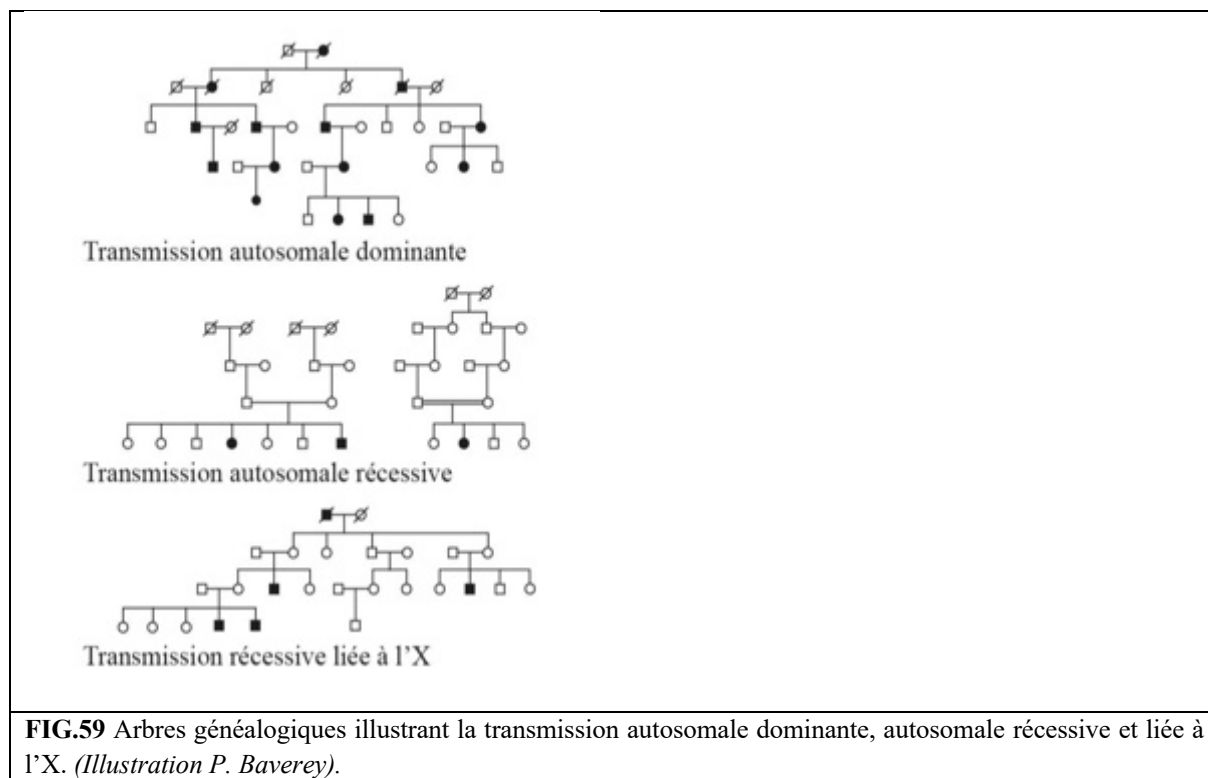 Transmission autosomale dominante
Transmission autosomale récessive
Transmission récessive liée à l’X
FIG.59 Arbres généalogiques illustrant la transmission autosomale dominante, autosomale récessive et liée à
l’X. (Illustration P. Baverey).